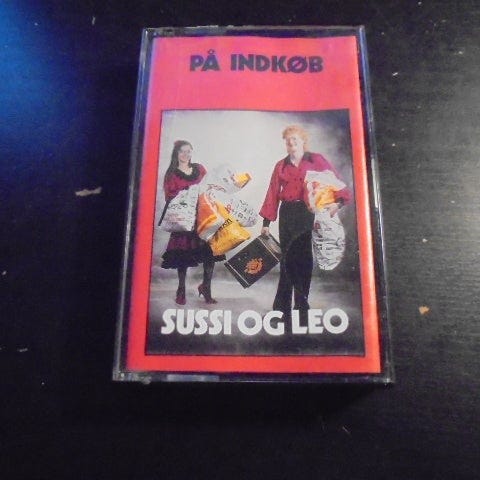 PÅ INDKØB
SUSSI OG LEO